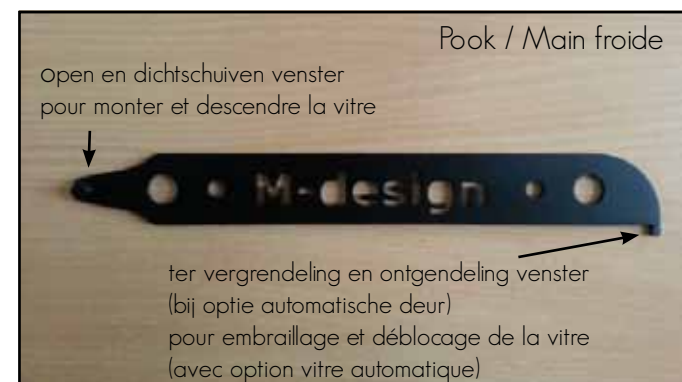 Pook / Main froide
open en dichtschuiven venster
pour monter et descendre la vitre
M-design
ter vergrendeling en ontgendeling venster
(bij optie automatische deur)
pour embraillage et déblocage de la vitre
(avec option vitre automatique)